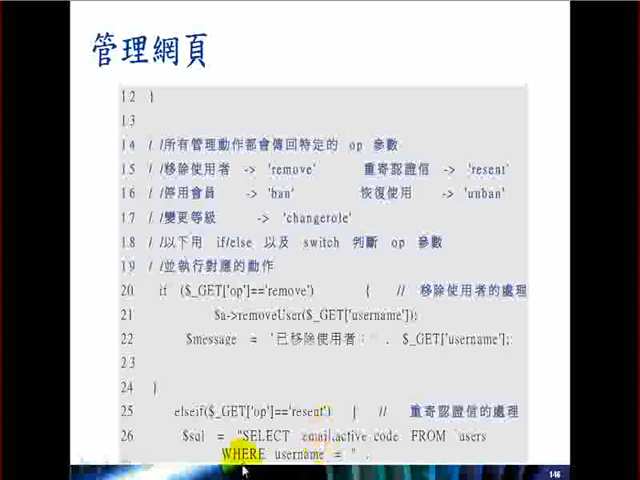 管理網頁
12 }
13
14 //所有管理動作都會傳回特定的 op 參數
15 //移除使用者 -> 'remove' 重寄認證信 -> 'resent'
16 //停用會員 -> 'ban' 恢復使用 -> 'unban'
17 //變更等級 -> 'changerole'
18 //以下用 if/else 以及 switch 判斷 op 參數
19 //並執行對應的動作
20 if ($_GET['op']=='remove') { // 移除使用者的處理
21 $a->removeUser($_GET['username']);
22 $message = '已移除使用者：' . $_GET['username'];
23
24 }
25 elseif($_GET['op']=='resent') { // 重寄認證信的處理
26 $sql = "SELECT email,active_code FROM users
WHERE username = " .
146